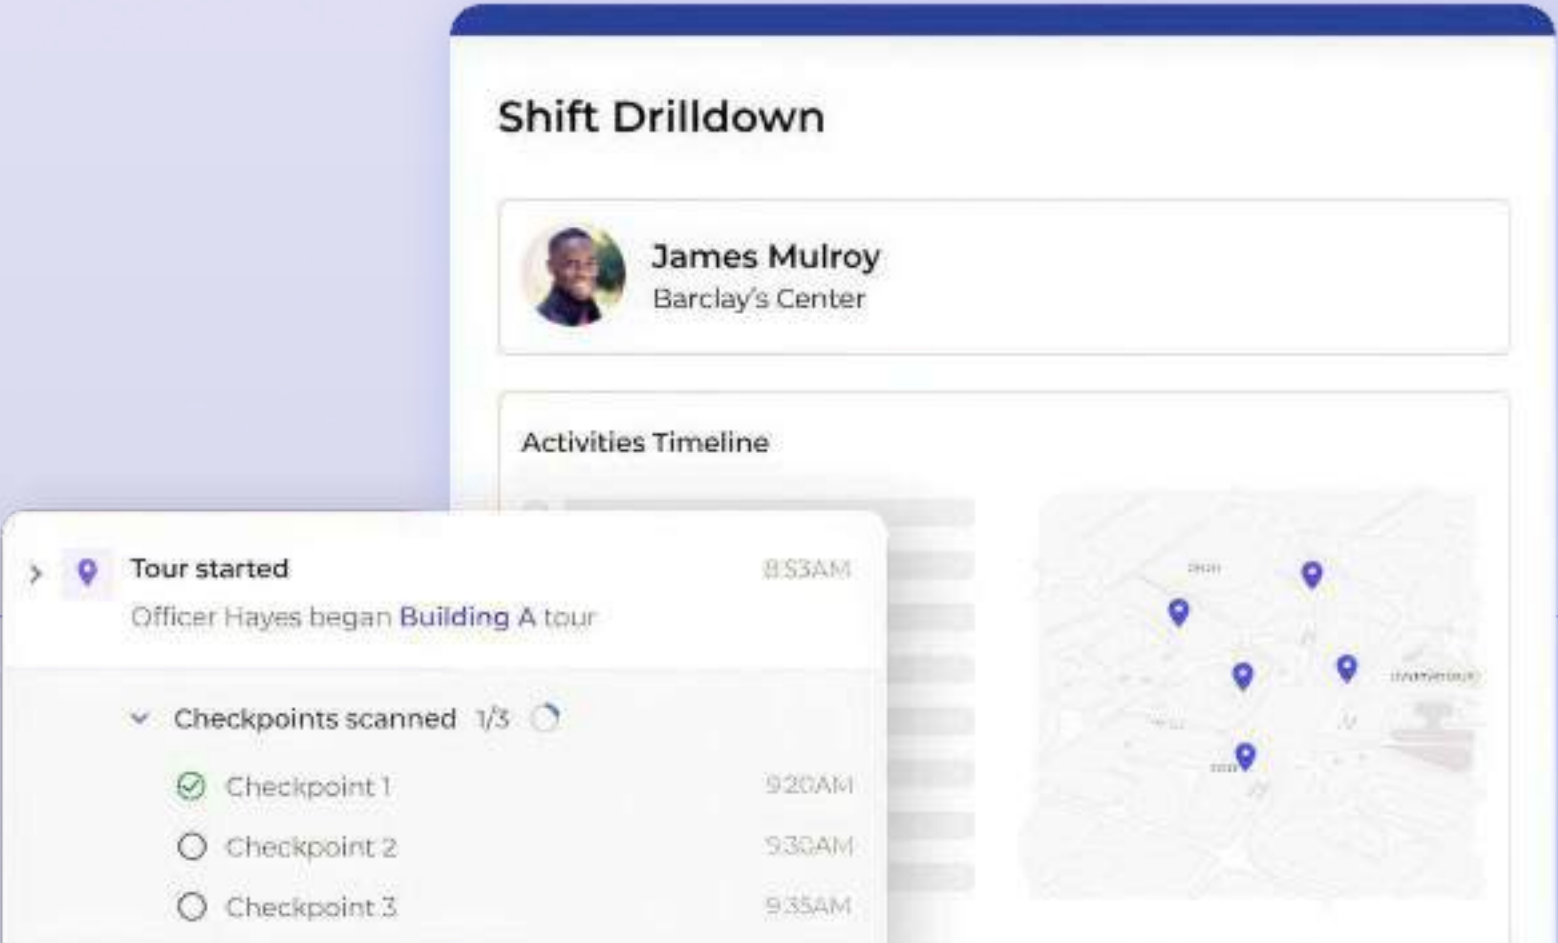 Shift Drilldown
James Mulroy
Barclay's Center
Activities Timeline
Tour started 8:53AM
Officer Hayes began Building A tour
Checkpoints scanned 1/3
Checkpoint 1 9:20AM
Checkpoint 2 9:30AM
Checkpoint 3 9:35AM